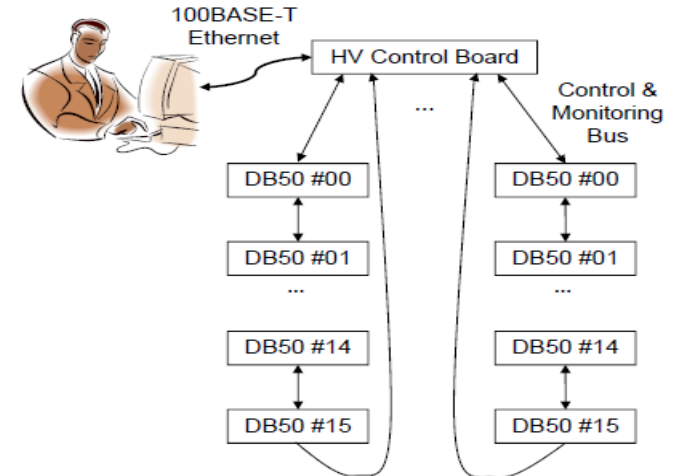 100BASE-T
Ethernet
HV Control Board
...
Control &
Monitoring
Bus
DB50 #00
DB50 #00
DB50 #01
DB50 #01
...
...
DB50 #14
DB50 #14
DB50 #15
DB50 #15